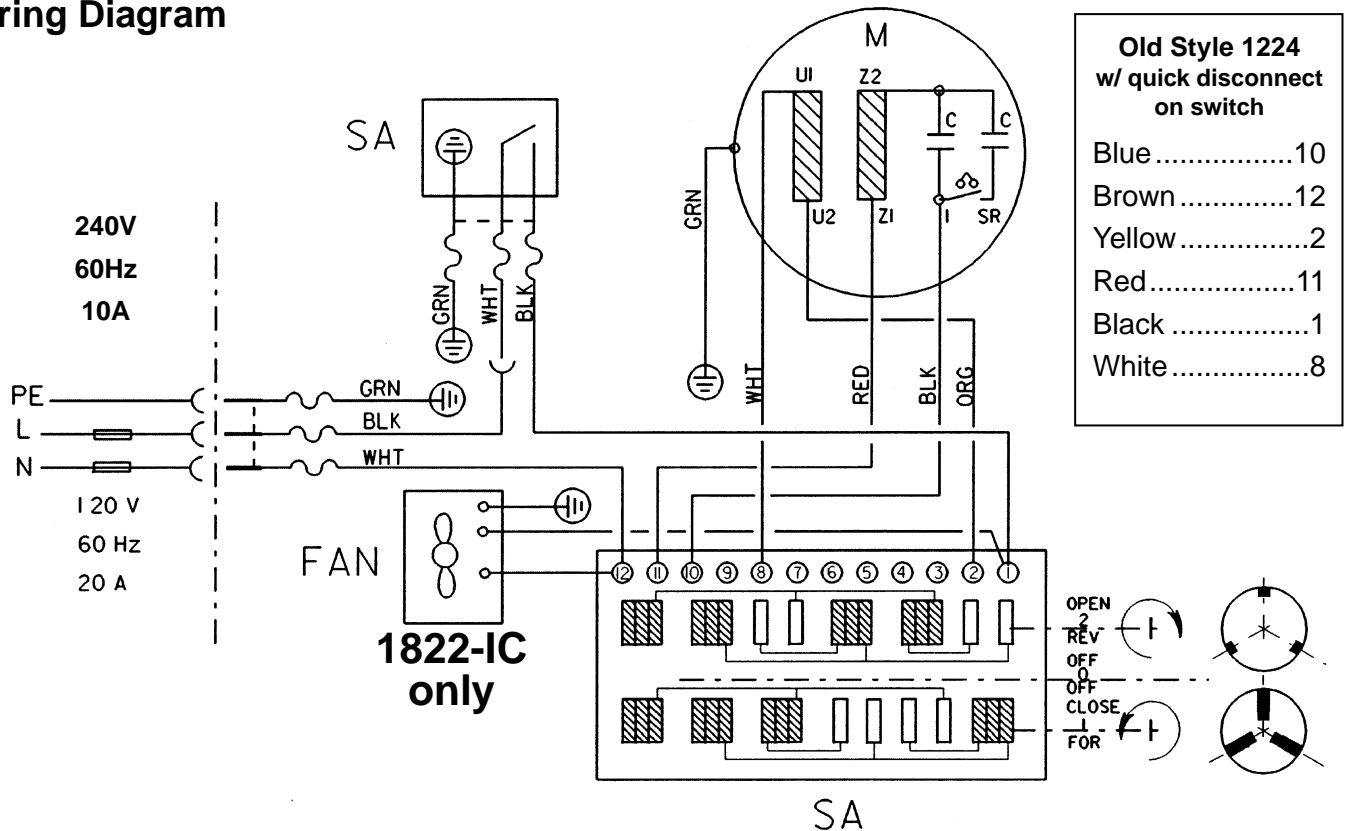 ring Diagram
SA
240V
60Hz
10A
PE
L
N
120 V
60 Hz
20 A
GRN
WHT
BLK
GRN
BLK
WHT
GRN
M
U1
Z2
C
C
U2
Z1
1
SR
WHT
RED
BLK
ORG
Old Style 1224
w/ quick disconnect
on switch
Blue.................10
Brown............12
Yellow................2
Red..................11
Black .................1
White................8
FAN
1822-IC
only
12 11 10 9 8 7 6 5 4 3 2 1
OPEN
2
REV
OFF
0
OFF
CLOSE
1
FOR
SA